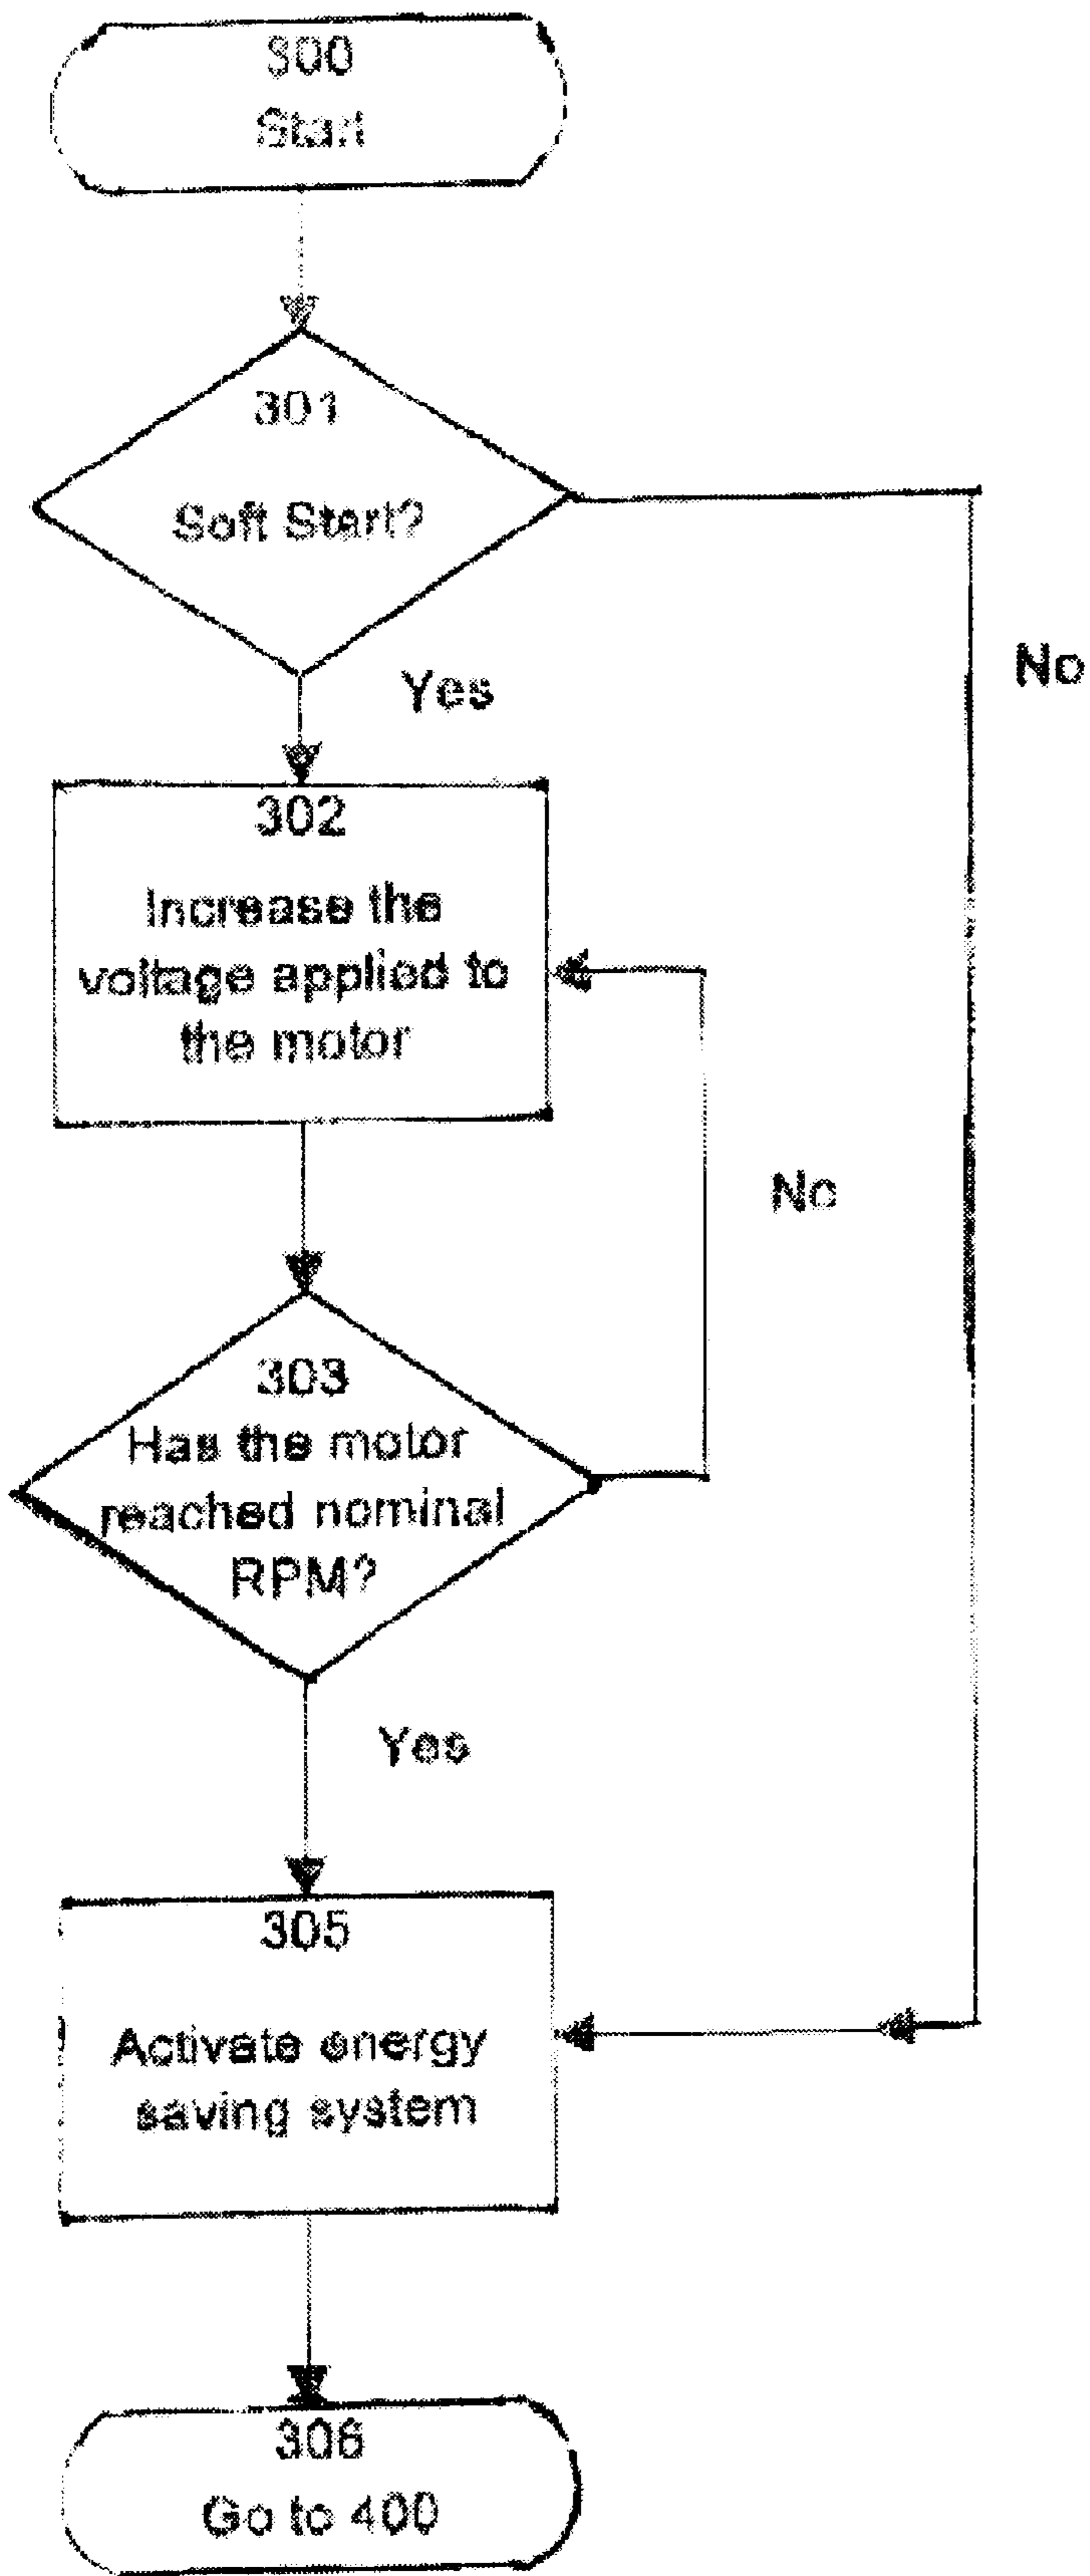 300
Start
301
Soft Start?
Yes
No
302
Increase the
voltage applied to
the motor
No
303
Has the motor
reached nominal
RPM?
Yes
305
Activate energy
saving system
306
Go to 400